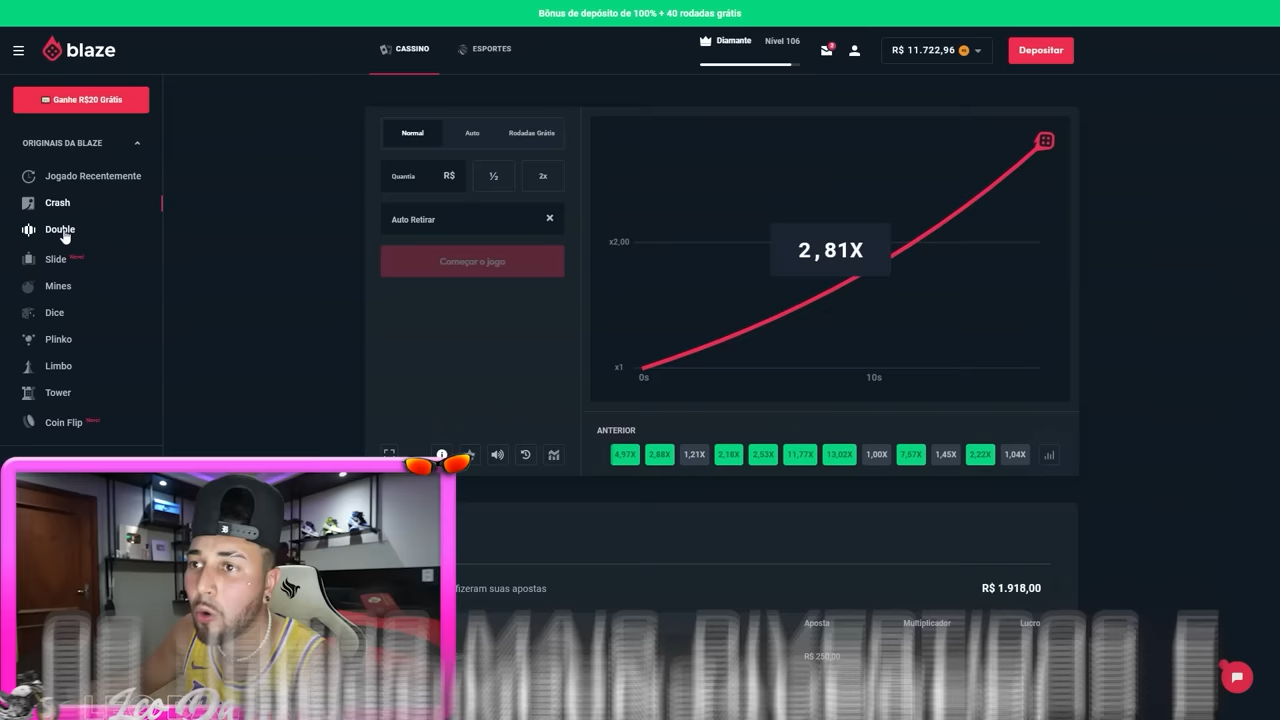 Bônus de depósito de 100% + 40 rodadas grátis
blaze
CASSINO
ESPORTES
Diamante
Nível 106
R$ 11.722,96
Depositar
Ganhe R$20 Grátis
ORIGINAIS DA BLAZE
Jogado Recentemente
Crash
Double
Slide New!
Mines
Dice
Plinko
Limbo
Tower
Coin Flip New!
Normal
Auto
Rodadas Grátis
Quantia R$
½
2x
Auto Retirar
Começar o jogo
x2,00
2,81X
x1
0s
10s
ANTERIOR
4,97X 2,88X 1,21X 2,18X 2,53X 11,77X 13,02X 1,00X 7,57X 1,45X 2,22X 1,04X
fizeram suas apostas
R$ 1.918,00
Aposta
Multiplicador
Lucro
R$ 250,00